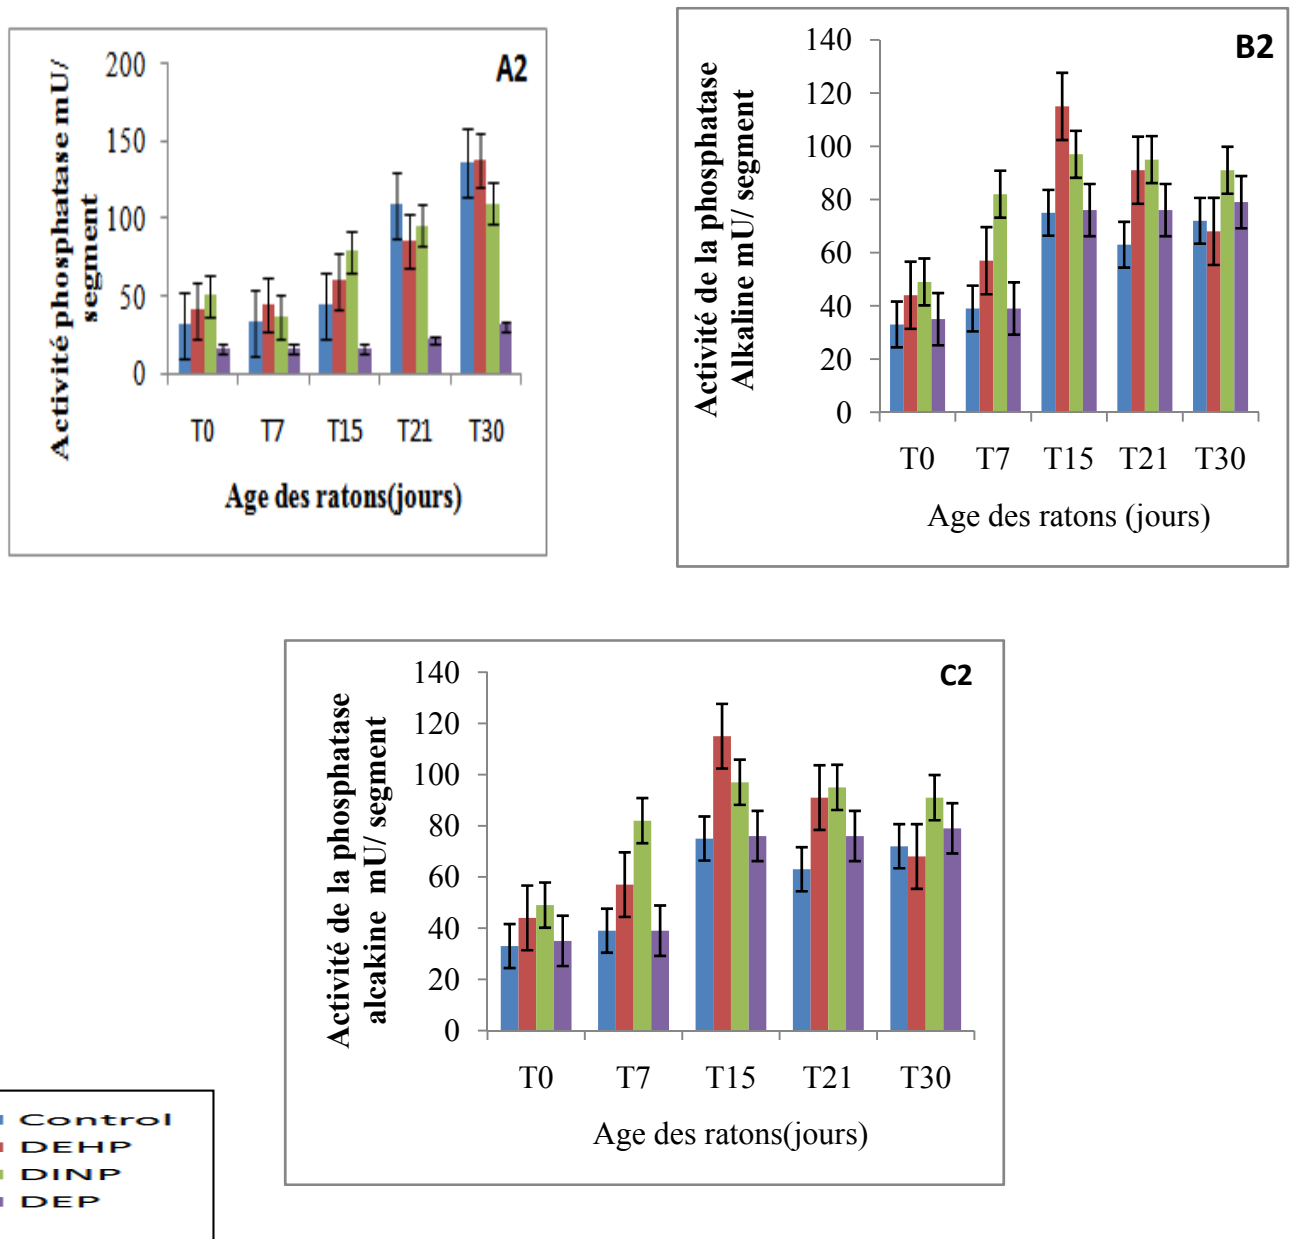 A2
Activité phosphatase mU/
segment
200
150
100
50
0
T0 T7 T15 T21 T30
Age des ratons(jours)
B2
Activité de la phosphatase
Alkaline mU/ segment
140
120
100
80
60
40
20
0
T0 T7 T15 T21 T30
Age des ratons (jours)
C2
Activité de la phosphatase
alcakine mU/ segment
140
120
100
80
60
40
20
0
T0 T7 T15 T21 T30
Age des ratons(jours)
Control
DEHP
DINP
DEP